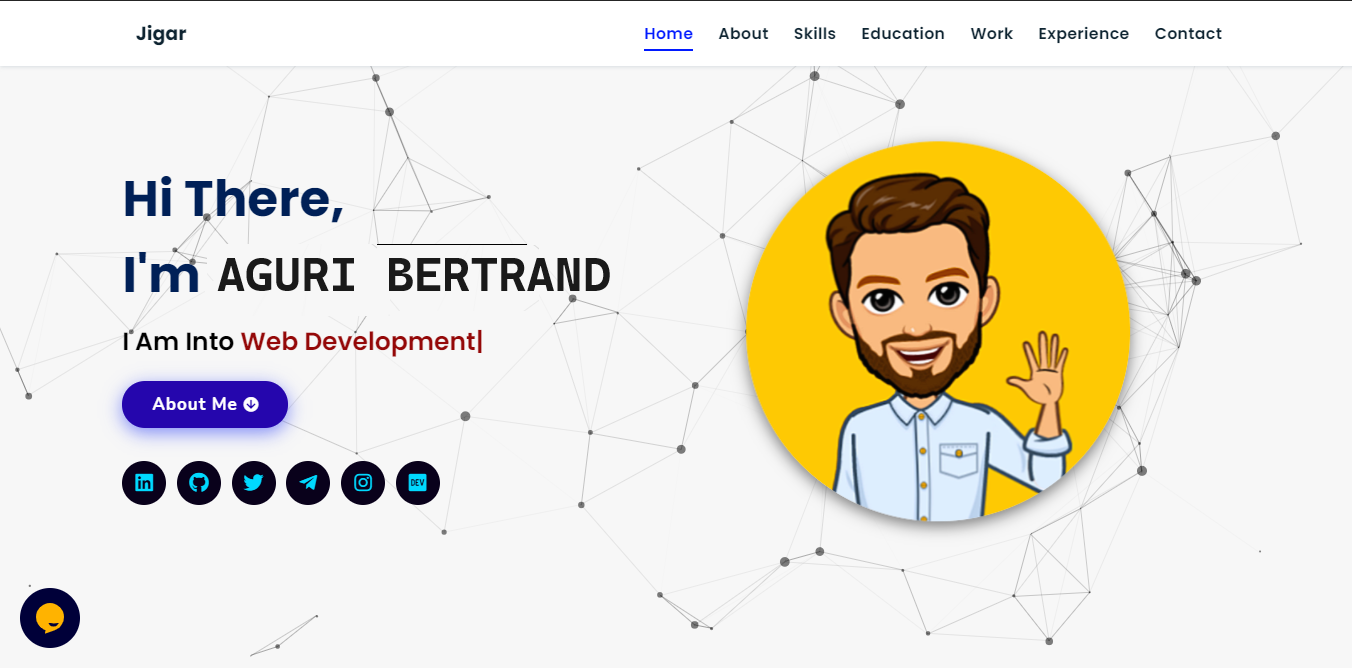 Jigar
Home About Skills Education Work Experience Contact
Hi There,
I'm AGURI BERTRAND
I Am Into Web Development|
About Me
in
DEV